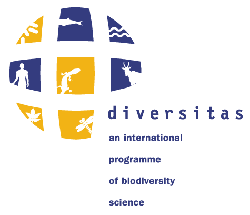 diversitas
an international
programme
of biodiversity
science